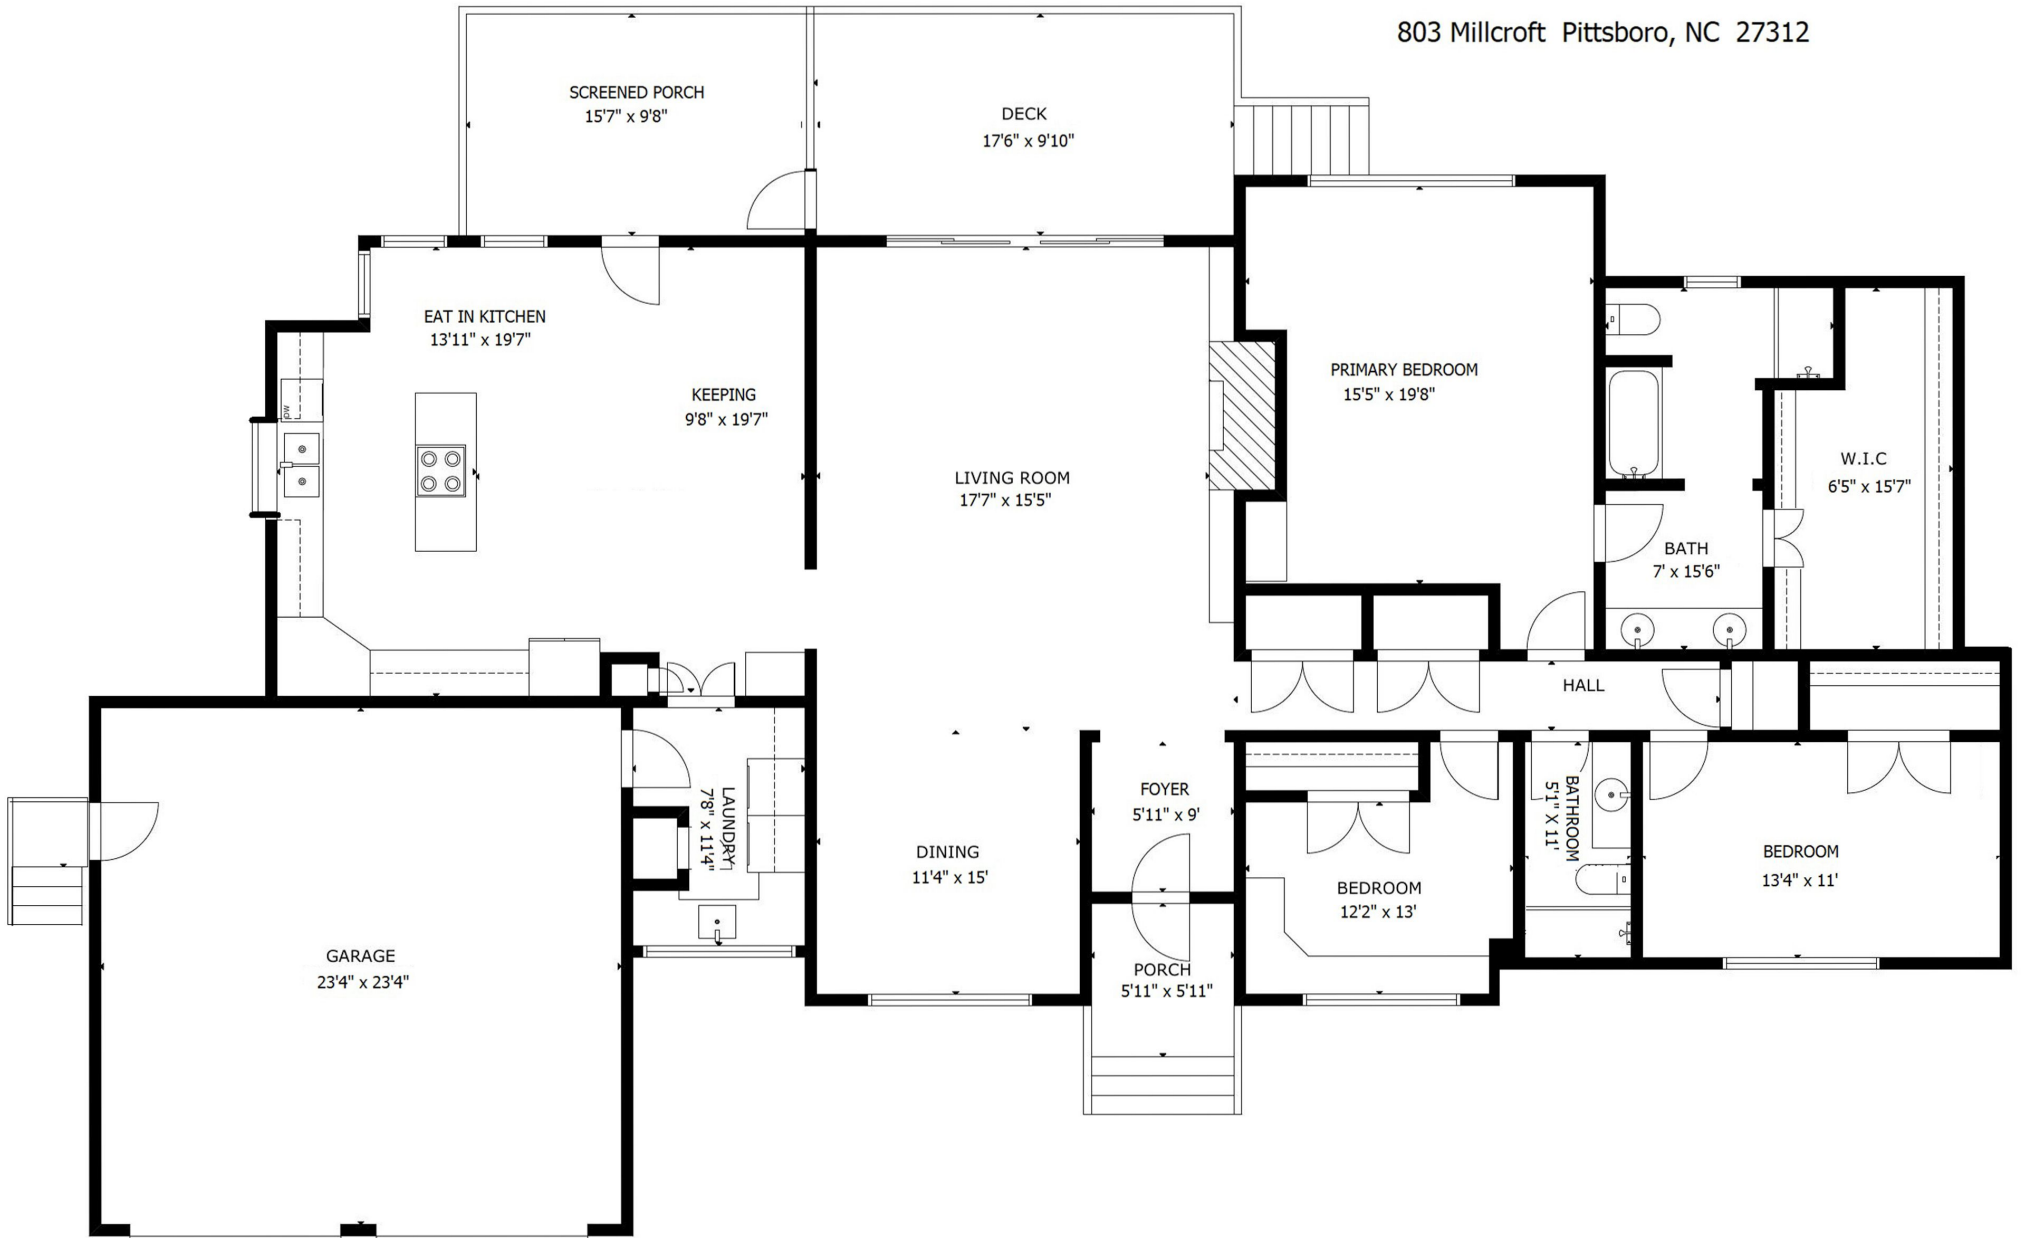 803 Millcroft  Pittsboro, NC  27312
SCREENED PORCH
15'7" x 9'8"
DECK
17'6" x 9'10"
EAT IN KITCHEN
13'11" x 19'7"
KEEPING
9'8" x 19'7"
PRIMARY BEDROOM
15'5" x 19'8"
DW
LIVING ROOM
17'7" x 15'5"
W.I.C
6'5" x 15'7"
BATH
7' x 15'6"
HALL
LAUNDRY
7'8" x 11'4"
FOYER
5'11" x 9'
BATHROOM
5'1" X 11'
DINING
11'4" x 15'
BEDROOM
12'2" x 13'
BEDROOM
13'4" x 11'
GARAGE
23'4" x 23'4"
PORCH
5'11" x 5'11"